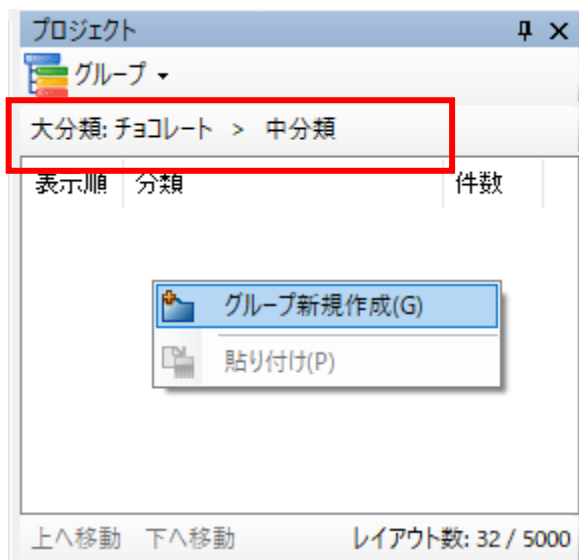 プロジェクト
グループ
大分類: チョコレート > 中分類
表示順 分類 件数
グループ新規作成(G)
貼り付け(P)
上へ移動 下へ移動 レイアウト数: 32 / 5000